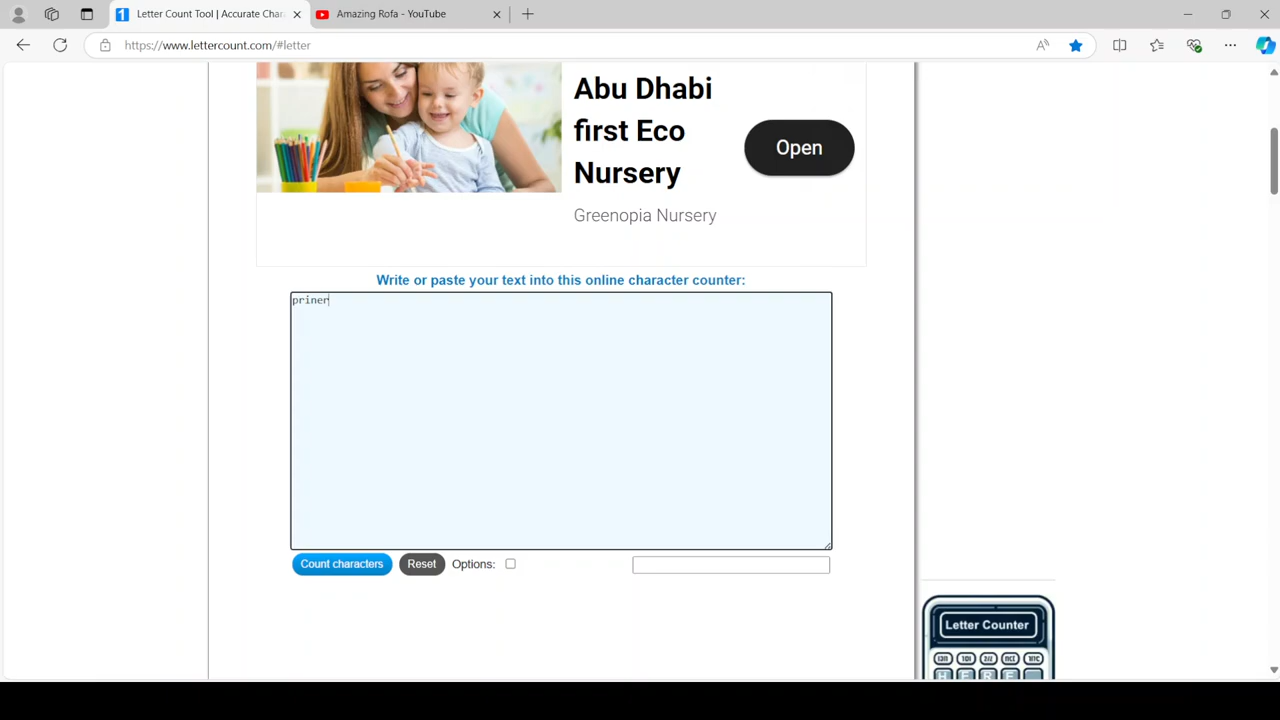 Letter Count Tool | Accurate Char
Amazing Rofa - YouTube
https://www.lettercount.com/#letter
Abu Dhabi
first Eco
Nursery
Open
Greenopia Nursery
Write or paste your text into this online character counter:
priner
Count characters
Reset
Options:
Letter Counter